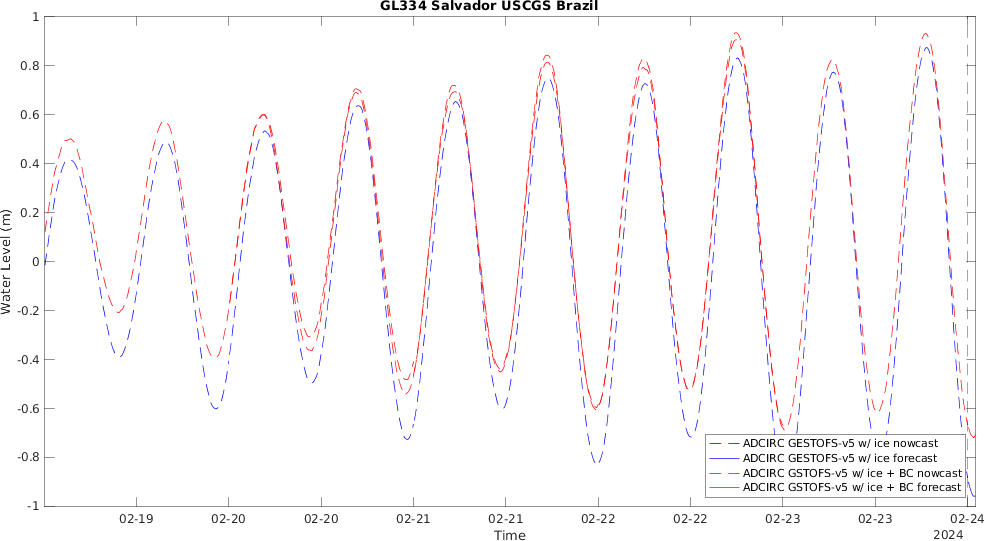 GL334 Salvador USCGS Brazil
Water Level (m)
1
0.8
0.6
0.4
0.2
0
-0.2
-0.4
-0.6
-0.8
-1
ADCIRC GESTOFS-v5 w/ ice nowcast
ADCIRC GESTOFS-v5 w/ ice forecast
ADCIRC GSTOFS-v5 w/ ice + BC nowcast
ADCIRC GSTOFS-v5 w/ ice + BC forecast
02-19 02-20 02-20 02-21 02-21 02-22 02-22 02-23 02-23 02-24
Time
2024